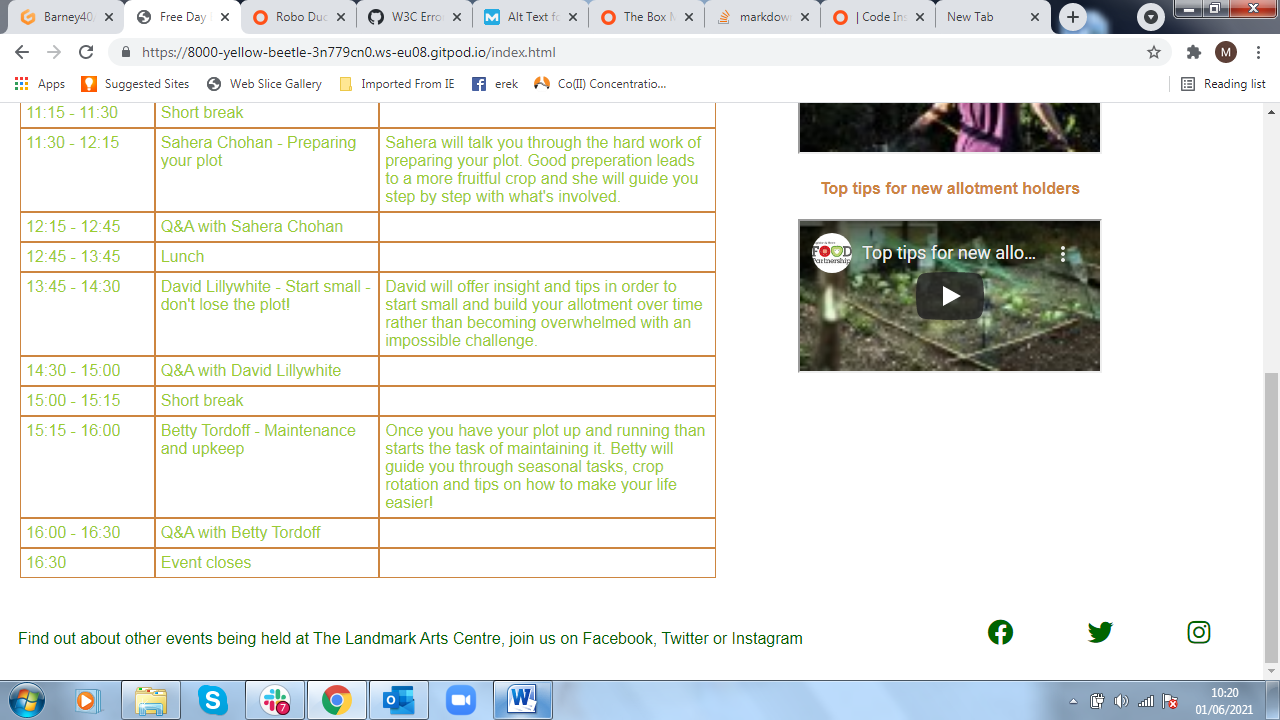 Barney40,
Free Day
Robo Duc
W3C Erro
Alt Text fo
The Box M
markdow
| Code Ins
New Tab
https://8000-yellow-beetle-3n779cn0.ws-eu08.gitpod.io/index.html
M
Apps
Suggested Sites
Web Slice Gallery
Imported From IE
erek
Co(II) Concentratio...
Reading list
11:15 - 11:30 Short break
11:30 - 12:15 Sahera Chohan - Preparing
your plot
Sahera will talk you through the hard work of
preparing your plot. Good preperation leads
to a more fruitful crop and she will guide you
step by step with what's involved.
12:15 - 12:45 Q&A with Sahera Chohan
12:45 - 13:45 Lunch
13:45 - 14:30 David Lillywhite - Start small -
don't lose the plot!
David will offer insight and tips in order to
start small and build your allotment over time
rather than becoming overwhelmed with an
impossible challenge.
14:30 - 15:00 Q&A with David Lillywhite
15:00 - 15:15 Short break
15:15 - 16:00 Betty Tordoff - Maintenance
and upkeep
Once you have your plot up and running than
starts the task of maintaining it. Betty will
guide you through seasonal tasks, crop
rotation and tips on how to make your life
easier!
16:00 - 16:30 Q&A with Betty Tordoff
16:30 Event closes
Top tips for new allotment holders
FOOD
Partnership
Top tips for new allo...
Find out about other events being held at The Landmark Arts Centre, join us on Facebook, Twitter or Instagram
7
10:20
01/06/2021